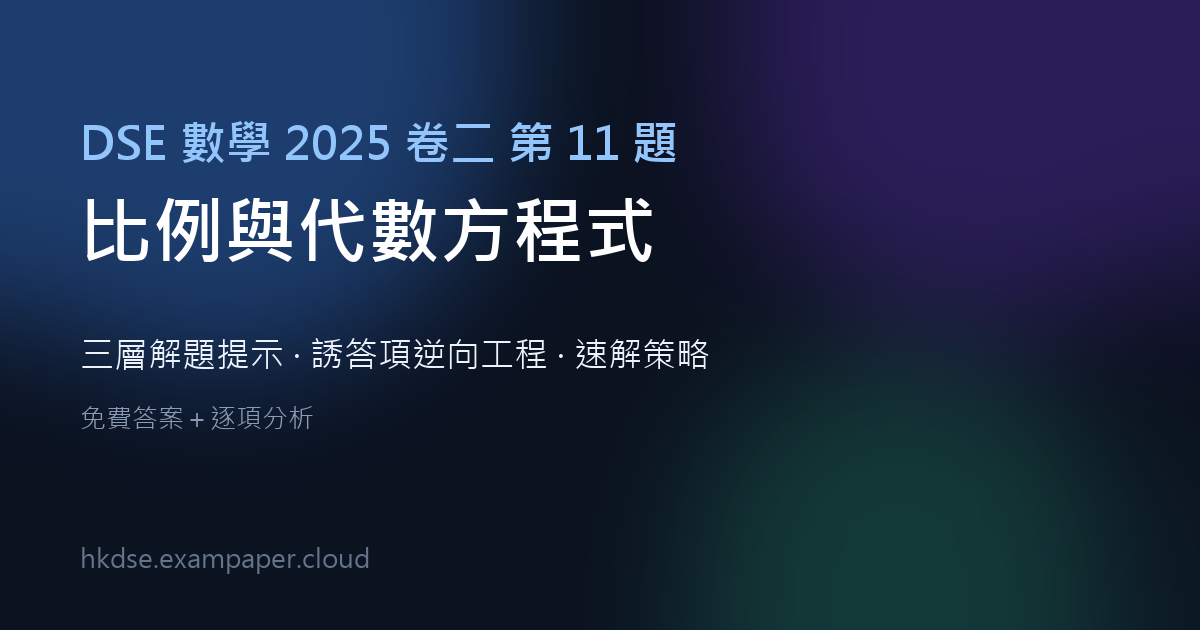 DSE 數學 2025 卷二 第 11 題
比例與代數方程式
三層解題提示 · 誘答項逆向工程 · 速解策略
免費答案 + 逐項分析
hkdse.exampaper.cloud